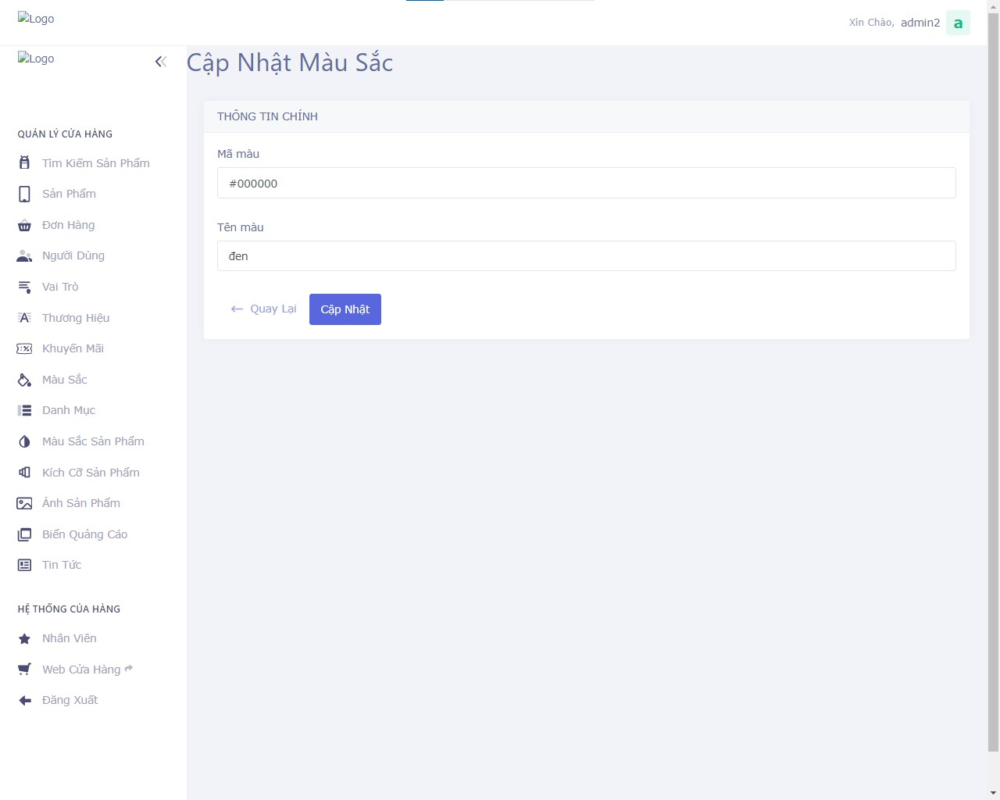 Logo
Xin Chào, admin2 a
Logo
Cập Nhật Màu Sắc
THÔNG TIN CHÍNH
Mã màu
#000000
Tên màu
đen
Quay Lại
Cập Nhật
QUẢN LÝ CỬA HÀNG
Tìm Kiếm Sản Phẩm
Sản Phẩm
Đơn Hàng
Người Dùng
Vai Trò
Thương Hiệu
Khuyến Mãi
Màu Sắc
Danh Mục
Màu Sắc Sản Phẩm
Kích Cỡ Sản Phẩm
Ảnh Sản Phẩm
Biển Quảng Cáo
Tin Tức
HỆ THỐNG CỦA HÀNG
Nhân Viên
Web Cửa Hàng
Đăng Xuất